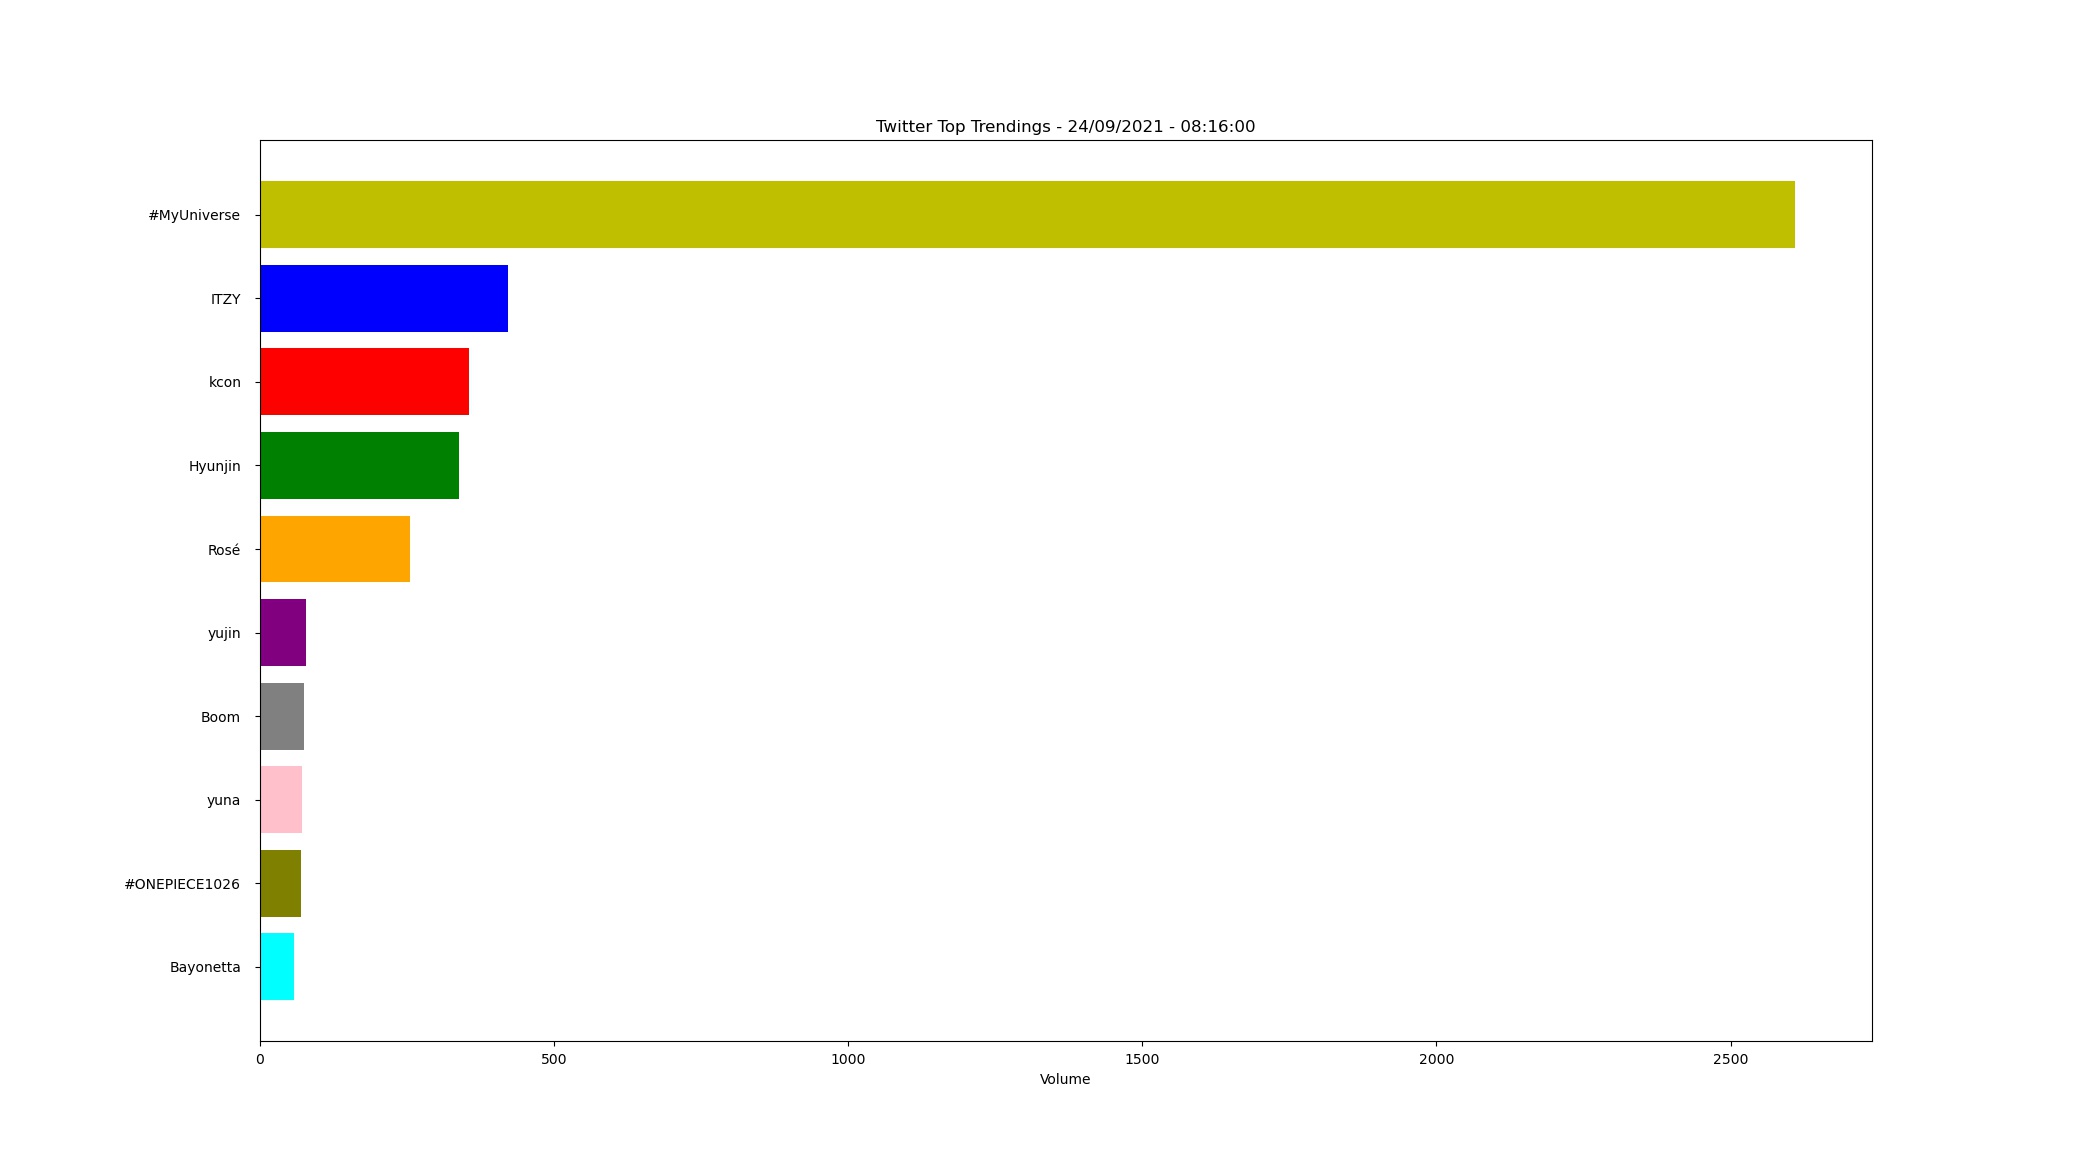 Twitter Top Trendings - 24/09/2021 - 08:16:00
#MyUniverse
ITZY
kcon
Hyunjin
Rosé
yujin
Boom
yuna
#ONEPIECE1026
Bayonetta
0 500 1000 1500 2000 2500
Volume